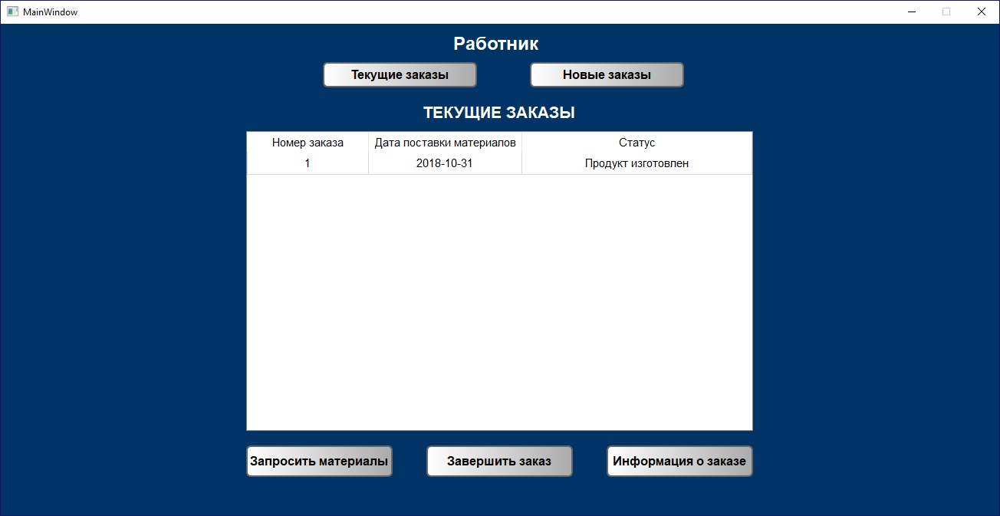 MainWindow
Работник
Текущие заказы Новые заказы
ТЕКУЩИЕ ЗАКАЗЫ
Номер заказа Дата поставки материалов Статус
1 2018-10-31 Продукт изготовлен
Запросить материалы Завершить заказ Информация о заказе